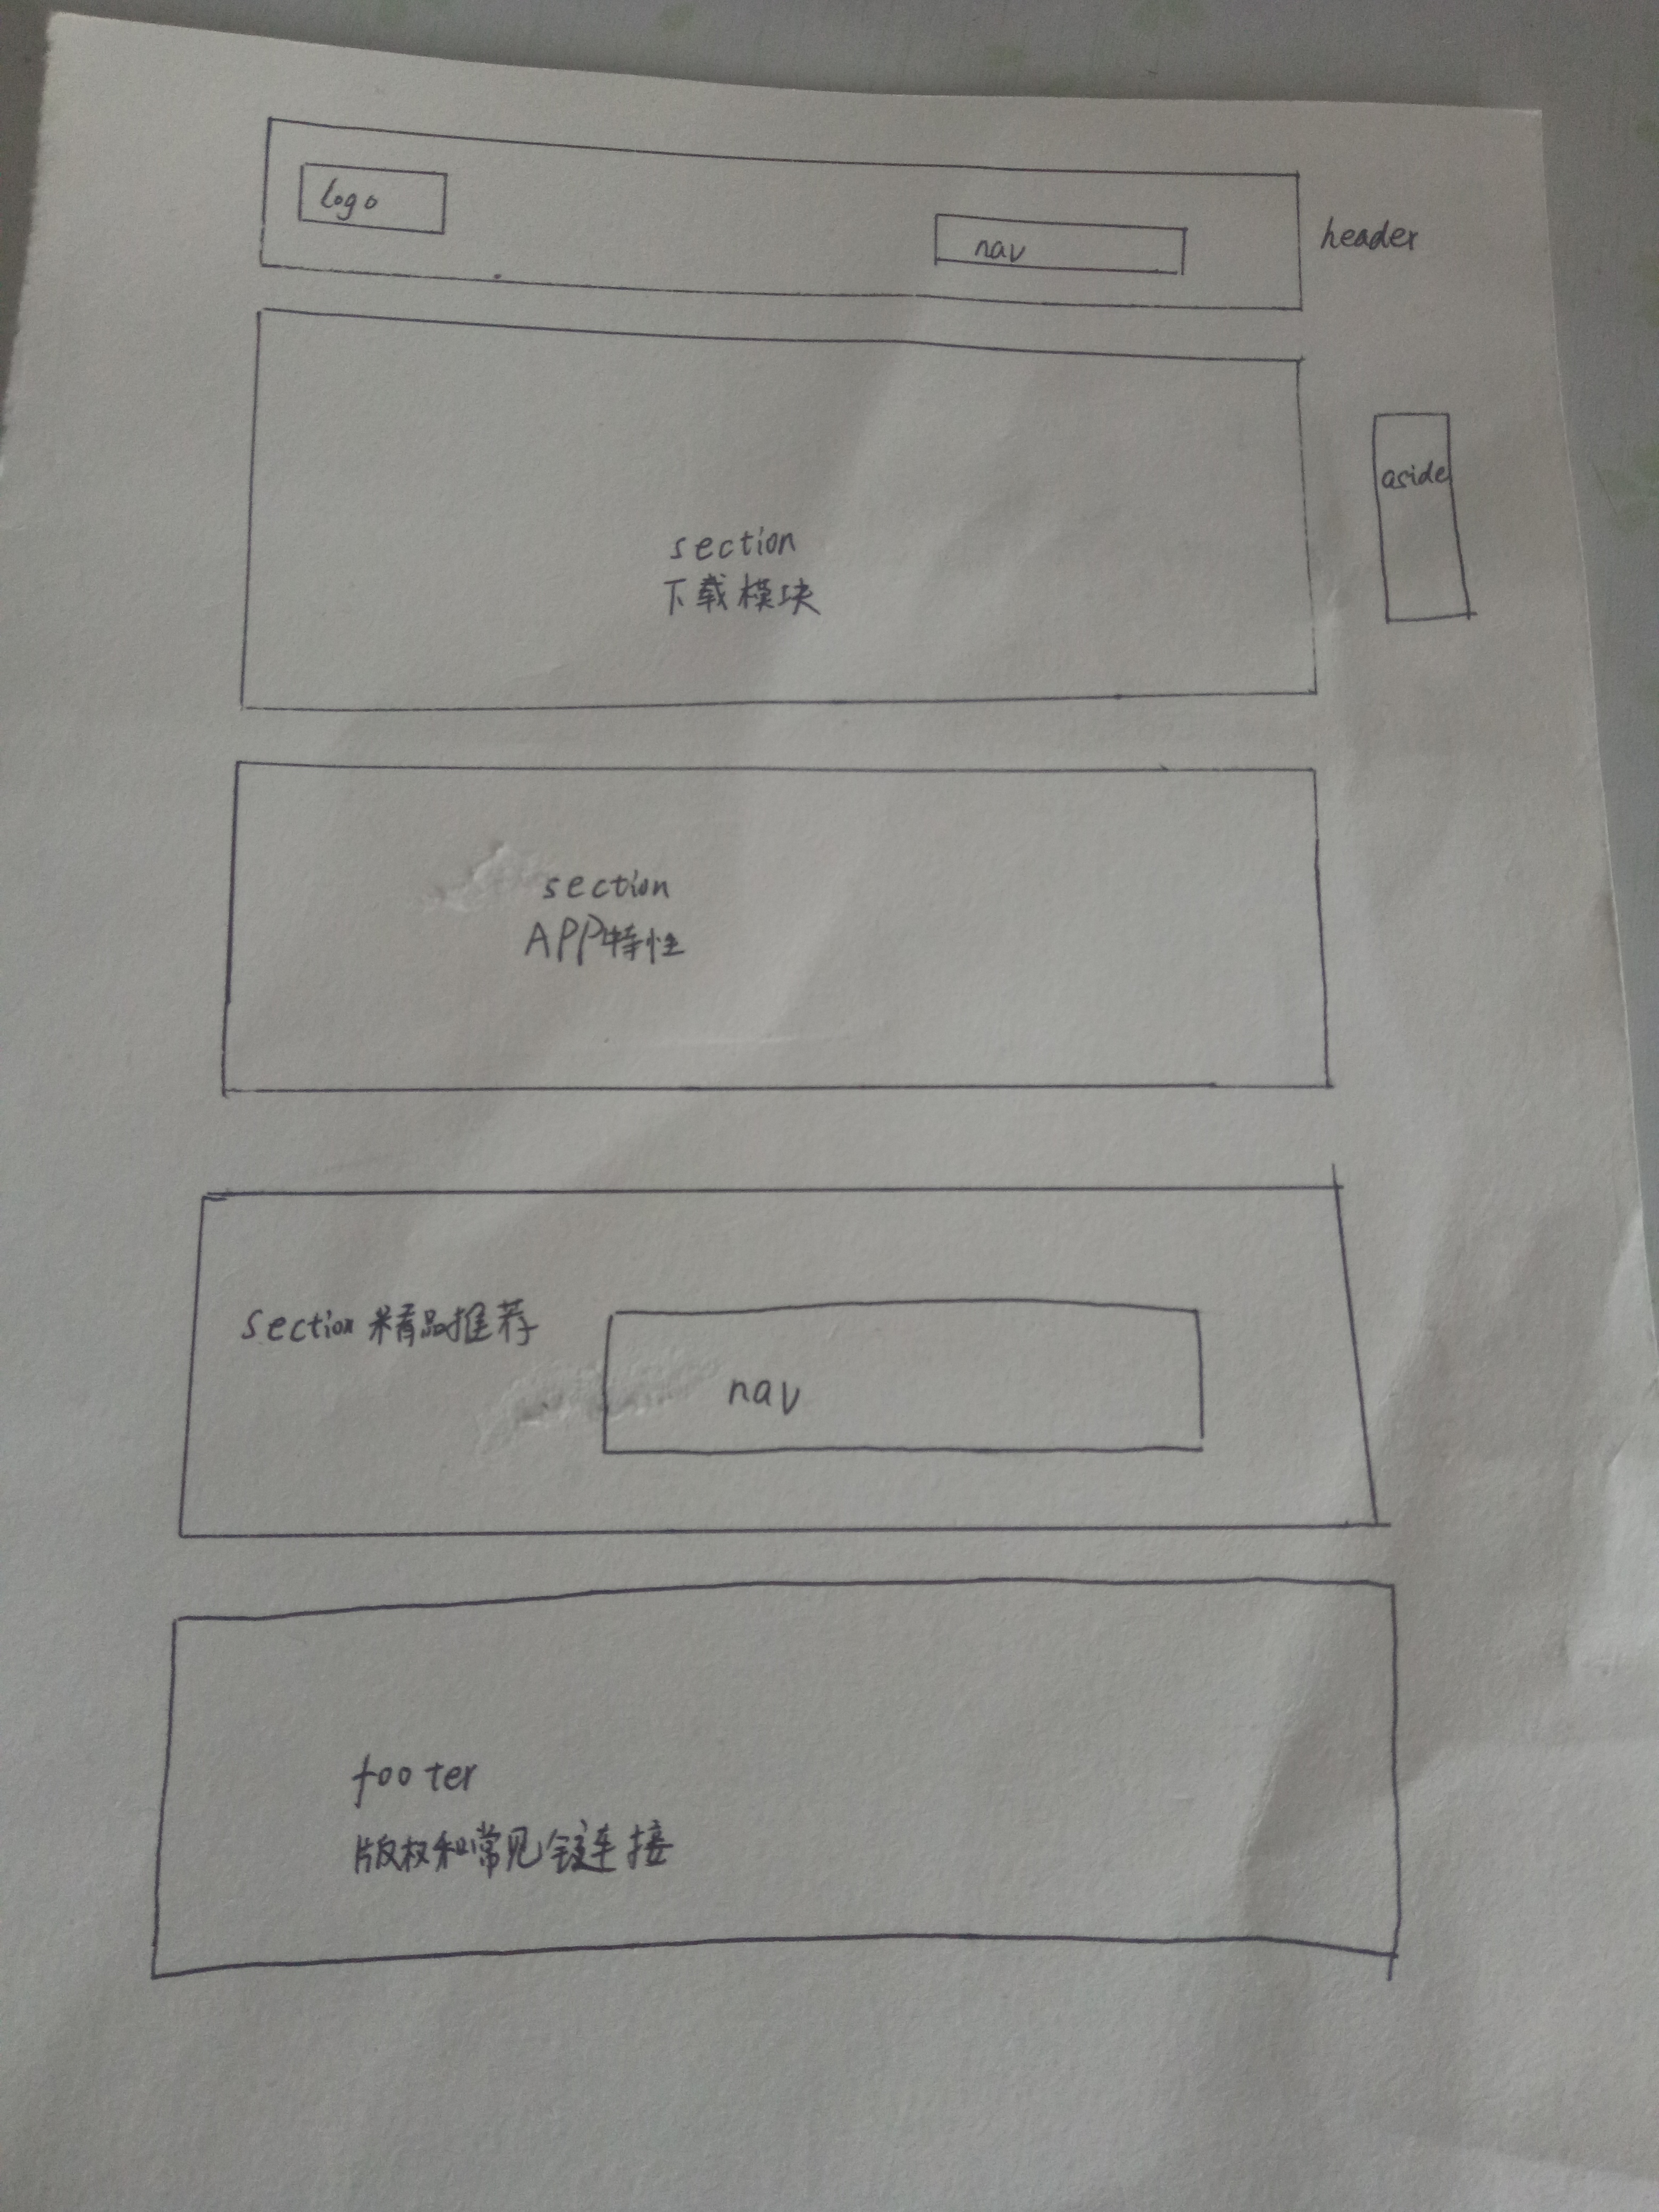 logo
nav
header
aside
section
下载模块
section
APP特性
section 精品推荐
nav
footer
版权和常见链连接